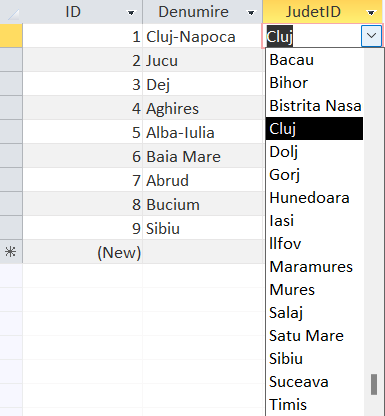 ID Denumire JudetID
1 Cluj-Napoca Cluj
2 Jucu
3 Dej
4 Aghires
5 Alba-Iulia
6 Baia Mare
7 Abrud
8 Bucium
9 Sibiu
(New)
Bacau
Bihor
Bistrita Nasa
Cluj
Dolj
Gorj
Hunedoara
Iasi
Ilfov
Maramures
Mures
Salaj
Satu Mare
Sibiu
Suceava
Timis